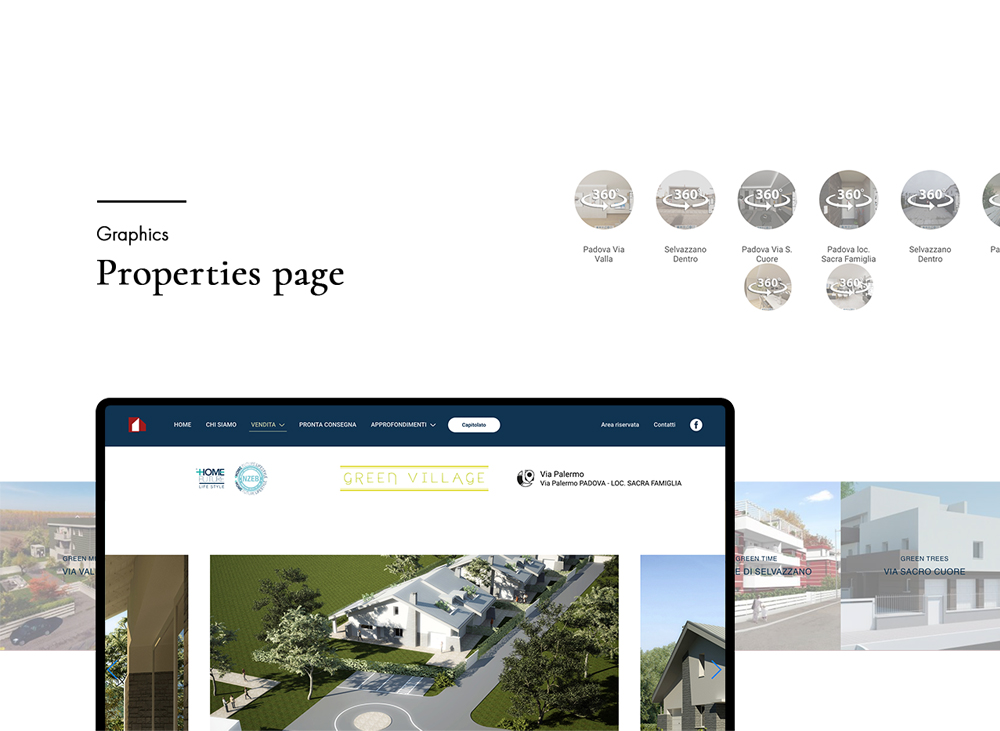 Graphics
Properties page
360°
360°
360°
360°
360°
Padova Via
Valla
Selvazzano
Dentro
Padova Via S.
Cuore
Padova loc.
Sacra Famiglia
Selvazzano
Dentro
Pa
360°
360°
HOME
CHI SIAMO
VENDITA
PRONTA CONSEGNA
APPROFONDIMENTI
Capitolato
Area riservata
Contatti
f
+HOME
FUTURE
LIFE STYLE
NZEB
GREEN VILLAGE
Via Palermo
Via Palermo PADOVA - LOC. SACRA FAMIGLIA
GREEN
VIA VAL
GREEN TIME
E DI SELVAZZANO
GREEN TREES
VIA SACRO CUORE